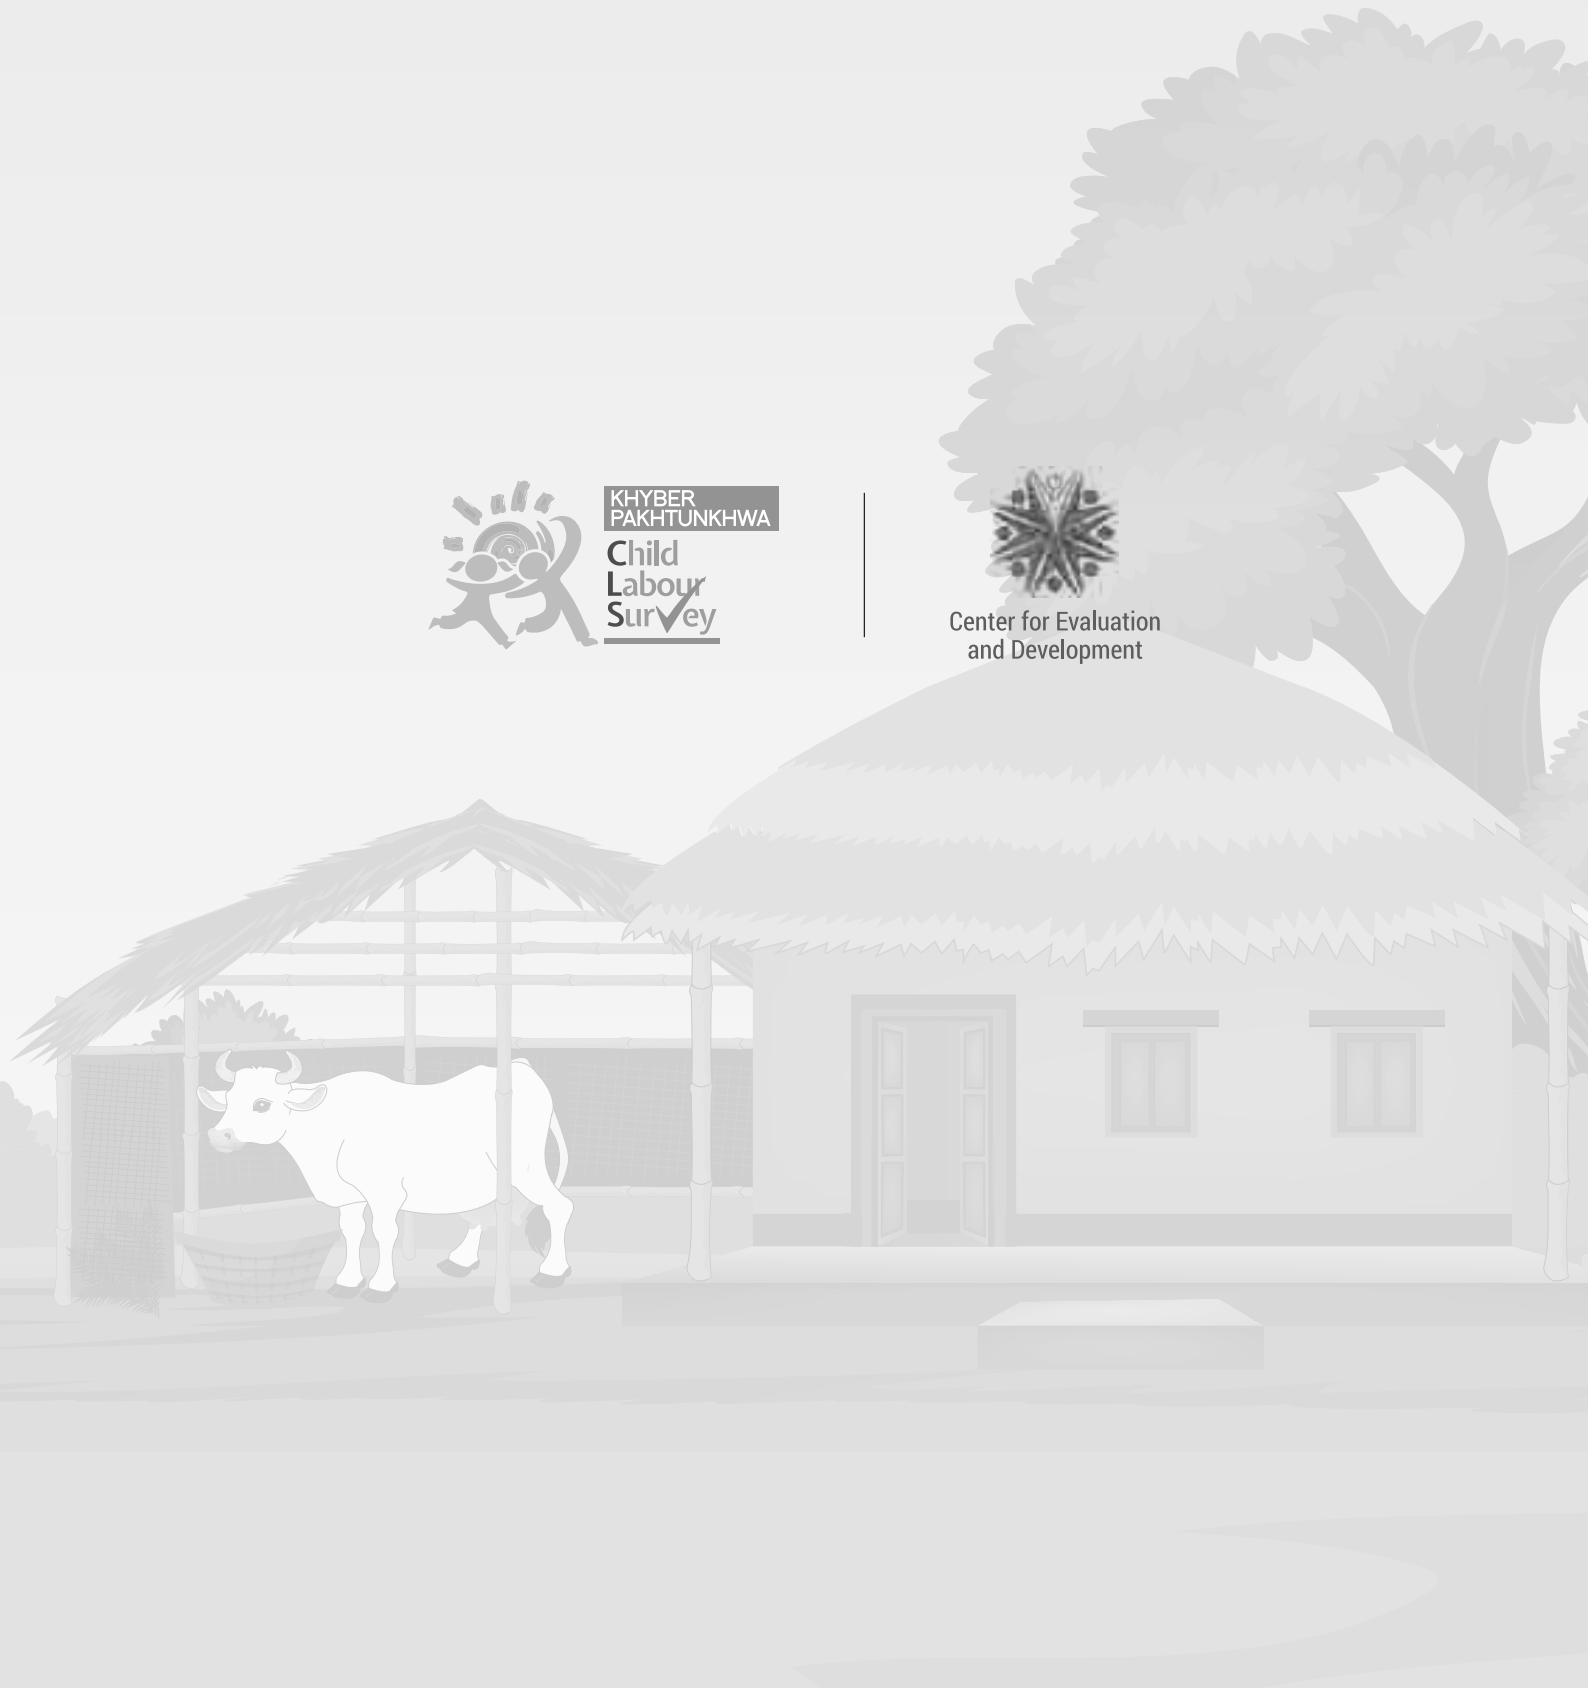 KHYBER
PAKHTUNKHWA
Child
Labour
Survey
Center for Evaluation
and Development